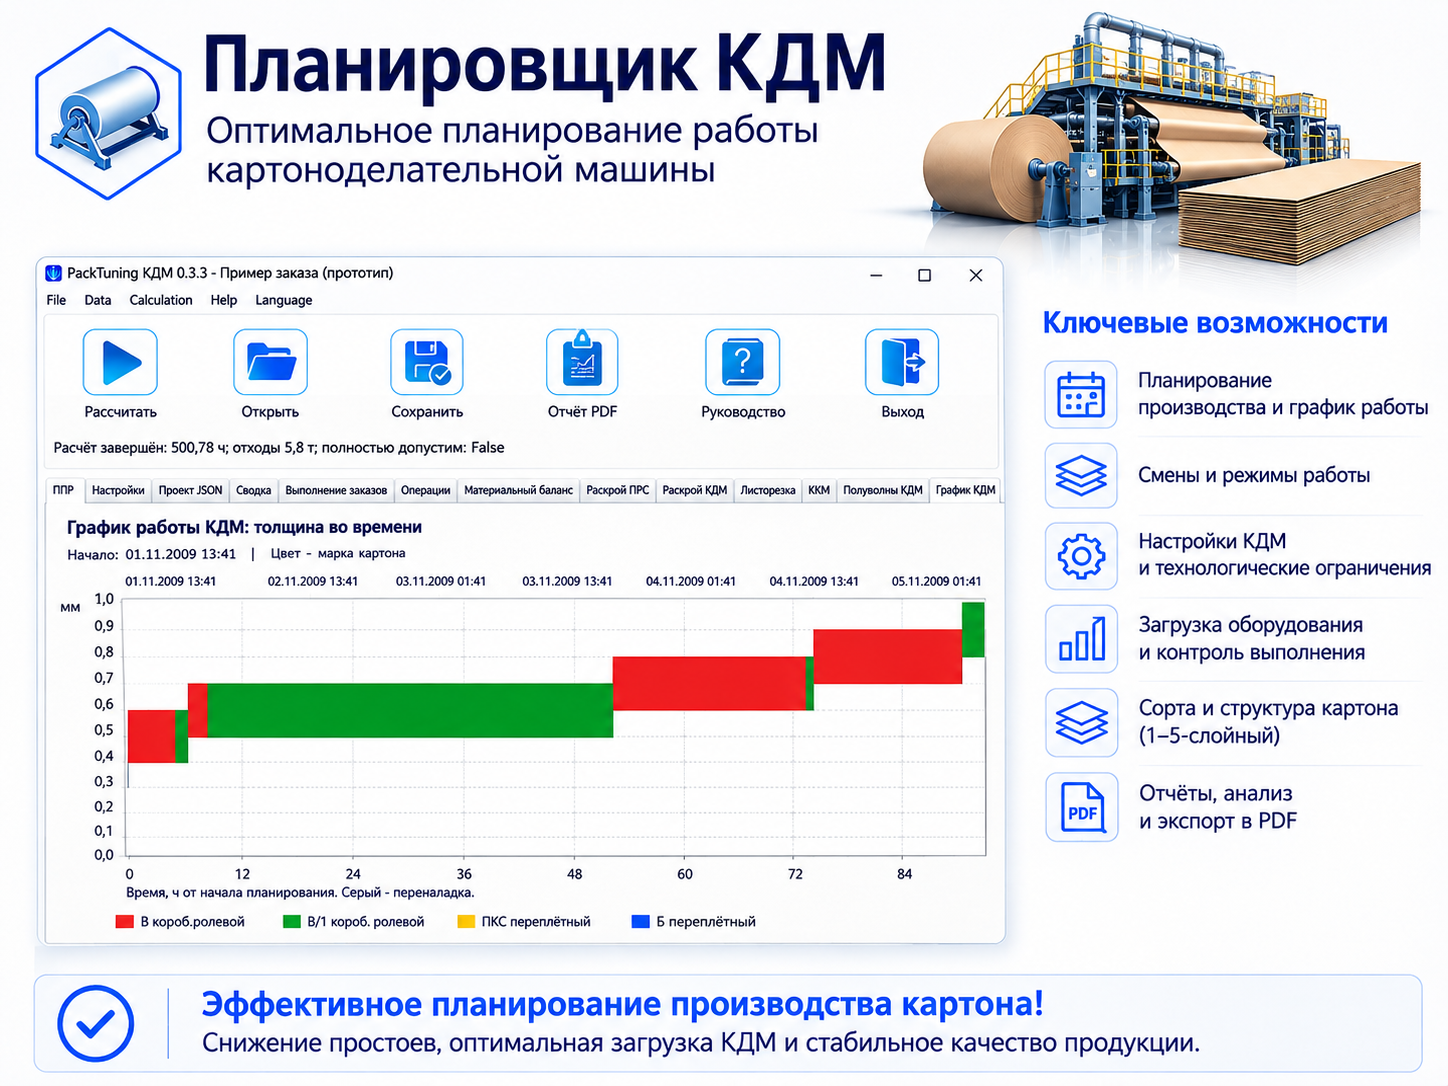 Планировщик КДМ
Оптимальное планирование работы
картоноделательной машины
PackTuning КДМ 0.3.3 - Пример заказа (прототип)
File Data Calculation Help Language
Рассчитать Открыть Сохранить Отчёт PDF Руководство Выход
Расчёт завершён: 500,78 ч; отходы 5,8 т; полностью допустим: False
ППР Настройки Проект JSON Сводка Выполнение заказов Операции Материальный баланс Раскрой ПРС Раскрой КДМ Листорезка ККМ Полуволны КДМ График КДМ
График работы КДМ: толщина во времени
Начало: 01.11.2009 13:41 | Цвет - марка картона
01.11.2009 13:41 02.11.2009 13:41 03.11.2009 01:41 03.11.2009 13:41 04.11.2009 01:41 04.11.2009 13:41 05.11.2009 01:41
мм
1,0
0,9
0,8
0,7
0,6
0,5
0,4
0,3
0,2
0,1
0,0
0 12 24 36 48 60 72 84
Время, ч от начала планирования. Серый - переналадка.
В короб.ролевой В/1 короб. ролевой ПКС переплётный Б переплётный
Ключевые возможности
Планирование
производства и график работы
Смены и режимы работы
Настройки КДМ
и технологические ограничения
Загрузка оборудования
и контроль выполнения
Сорта и структура картона
(1–5-слойный)
PDF
Отчёты, анализ
и экспорт в PDF
Эффективное планирование производства картона!
Снижение простоев, оптимальная загрузка КДМ и стабильное качество продукции.